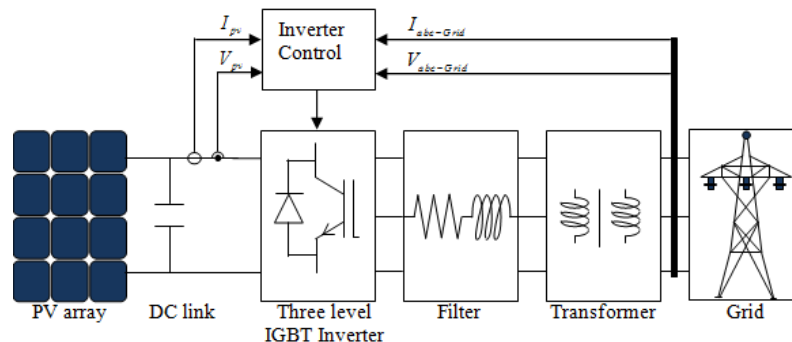 I_pv
Inverter
Control
I_abc-Grid
V_pv
V_abc-Grid
PV array
DC link
Three level
IGBT Inverter
Filter
Transformer
Grid